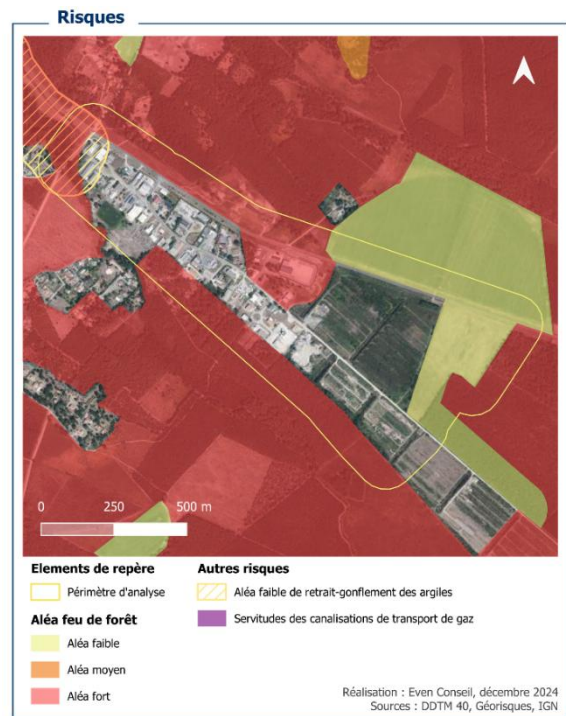 Risques
0 250 500 m
Elements de repère
Périmètre d'analyse
Aléa feu de forêt
Aléa faible
Aléa moyen
Aléa fort
Autres risques
Aléa faible de retrait-gonflement des argiles
Servitudes des canalisations de transport de gaz
Réalisation : Even Conseil, décembre 2024
Sources : DDTM 40, Géorisques, IGN